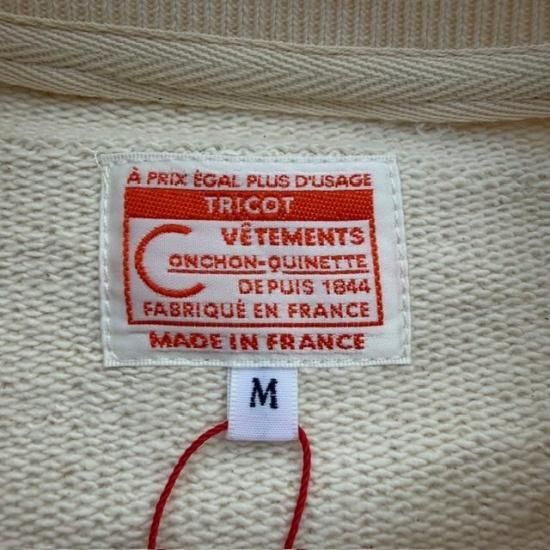 À PRIX ÉGAL PLUS D'USAGE
TRICOT
VÊTEMENTS
CONCHON-QUINETTE
DEPUIS 1844
FABRIQUÉ EN FRANCE
MADE IN FRANCE
M